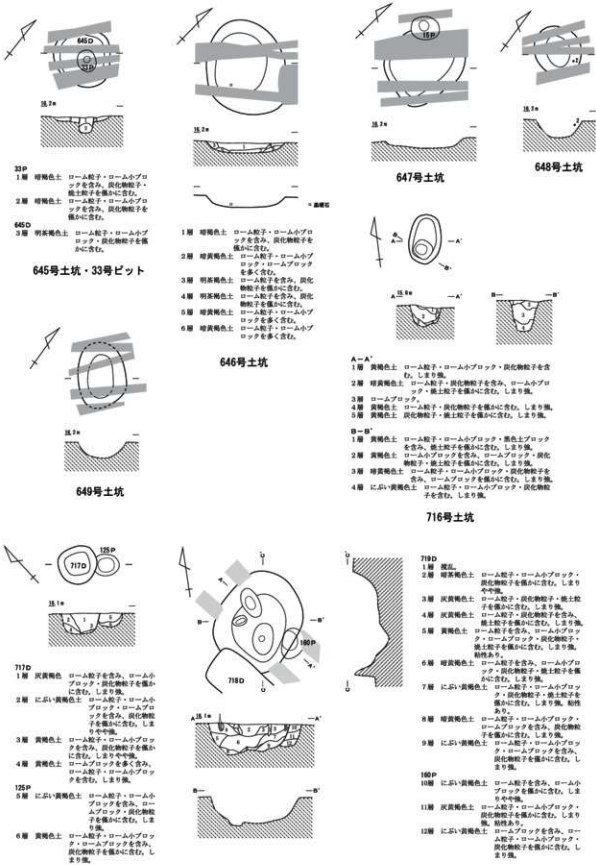 645D
33P
16.2m
33P
1層 暗褐色土 ローム粒子・ローム小ブロ
ックを含み、炭化物粒子・
焼土粒子を僅かに含む。
2層 暗褐色土 ローム粒子・ローム小ブロ
ックを含み、炭化物粒子を
僅かに含む。
645D
3層 明茶褐色土 ローム粒子・ローム小ブロ
ック・炭化物粒子を僅
かに含む。
645号土坑・33号ピット
16.2m
黒曜石
1層 暗褐色土 ローム粒子・ローム小ブロ
ックを含み、炭化物粒子を
僅かに含む。
2層 暗黄褐色土 ローム粒子・ローム小ブ
ロック・ロームブロック
を多く含む。
3層 明茶褐色土 ローム粒子を含み、炭化
物粒子を僅かに含む。
4層 明茶褐色土 ローム粒子を含み、炭化
物粒子を僅かに含む。
5層 暗黄褐色土 ローム粒子・ローム小ブ
ロックを多く含む。
6層 暗黄褐色土 ローム粒子・ローム小ブ
ロックを多く含む。
646号土坑
15P
16.2m
647号土坑
16.2m
648号土坑
16.2m
649号土坑
A A'
B B'
15.8m
A—A'
1層 黄褐色土 ローム粒子・ローム小ブロック・炭化物粒子を含
む。しまり強。
2層 暗黄褐色土 ローム粒子・炭化物粒子を含み、ローム小ブロ
ック・焼土粒子を僅かに含む。しまり強。
3層 ロームブロック。
4層 黄褐色土 ローム粒子・炭化物粒子を僅かに含む。しまり強。
5層 黄褐色土 炭化物粒子・焼土粒子を僅かに含む。しまり強。
B—B'
1層 黄褐色土 ローム粒子・ローム小ブロック・黒色土ブロック
を含み、焼土粒子を僅かに含む。しまり強。
2層 黄褐色土 ローム小ブロックを含み、ロームブロック・炭化
物粒子・焼土粒子を僅かに含む。しまり強。
3層 暗黄褐色土 ローム粒子・ローム小ブロック・炭化物粒子を
含み、ロームブロックを僅かに含む。しまり強。
4層 にぶい黄褐色土 ローム粒子・ローム小ブロック・炭化物粒
子を含む。しまり強。
716号土坑
717D
125P
16.1m
717D
1層 灰黄褐色 ローム粒子を含み、ローム小
ブロック・炭化物粒子を僅か
に含む。しまり強。
2層 にぶい黄褐色土 ローム粒子・ローム小
ブロック・ロームブロ
ックを含み、炭化物粒
子を僅かに含む。しま
りやや強。
3層 黄褐色土 ローム粒子・ローム小ブロッ
クを含み、炭化物粒子を僅か
に含む。しまりやや強。
4層 黄褐色土 ロームブロックを多く含み、
ローム粒子・ローム小ブロッ
クを含む。しまり強。
125P
5層 にぶい黄褐色土 ローム粒子・ローム小
ブロックを含み、ロー
ムブロック・炭化物粒
子を僅かに含む。しま
り強。
6層 黄褐色土 ローム粒子・ローム小ブロッ
ク・ロームブロックを含み、
炭化物粒子を僅かに含む。し
まり強。
160P
718D
A 16.1m A'
B B'
719D
1層 攪乱。
2層 暗茶褐色土 ローム粒子・ローム小ブロック・
炭化物粒子を僅かに含む。しまり
やや強。
3層 灰黄褐色土 ローム粒子・炭化物粒子・焼土粒
子を僅かに含む。しまり強。
4層 灰黄褐色土 ローム粒子・炭化物粒子を含み、
焼土粒子を僅かに含む。しまり強。
5層 黄褐色土 ローム粒子を含み、ローム小ブロッ
ク・ロームブロック・炭化物粒子・
焼土粒子を僅かに含む。しまり強。
粘性あり。
6層 暗黄褐色土 ローム粒子を含み、ローム小ブロッ
ク・炭化物粒子・焼土粒子を僅
かに含む。しまり強。
7層 にぶい黄褐色土 ローム粒子・ローム小ブロッ
ク・炭化物粒子・焼土粒子を
僅かに含む。しまり強。粘性
あり。
8層 暗黄褐色土 ローム粒子・ローム小ブロック・
ロームブロックを含み、炭化物粒
子を僅かに含む。しまり強。
9層 にぶい黄褐色土 ローム粒子・ローム小ブロッ
ク・ロームブロックを含み、
炭化物粒子を僅かに含む。し
まり強。
160P
10層 にぶい黄褐色土 ローム粒子を含み、ローム小
ブロックを僅かに含む。しま
りやや強。
11層 灰黄褐色土 ローム粒子・ローム小ブロック・
炭化物粒子を僅かに含む。しまり
強。粘性あり。
12層 にぶい黄褐色土 ロームブロックを含み、ロー
ム粒子・ローム小ブロック・
炭化物粒子を僅かに含む。し
まり強。